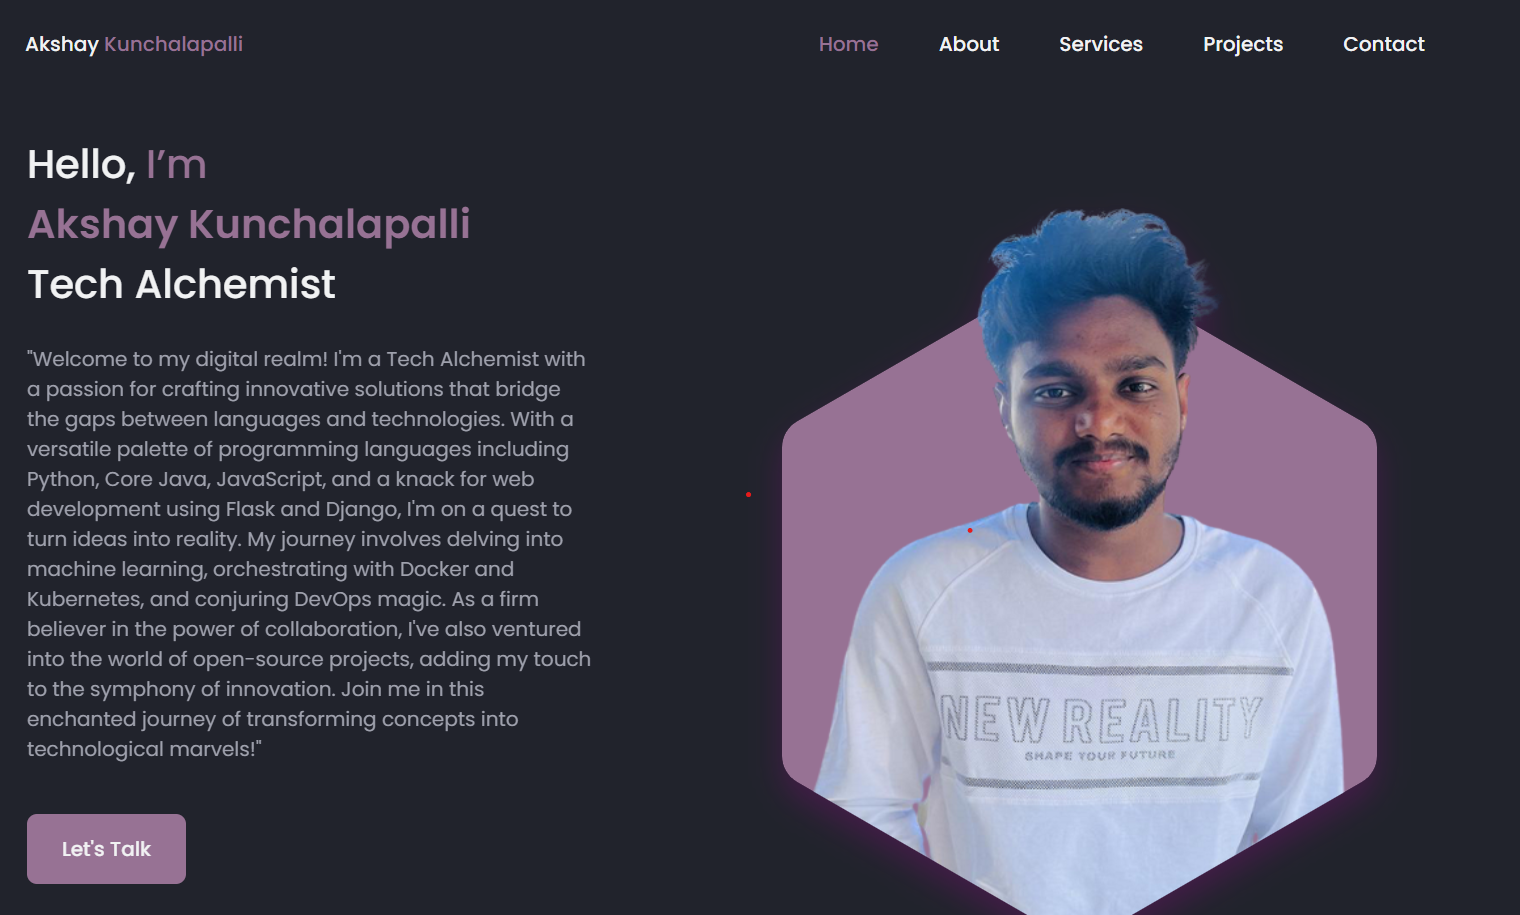 Akshay Kunchalapalli
Home About Services Projects Contact
Hello, I’m
Akshay Kunchalapalli
Tech Alchemist
"Welcome to my digital realm! I'm a Tech Alchemist with
a passion for crafting innovative solutions that bridge
the gaps between languages and technologies. With a
versatile palette of programming languages including
Python, Core Java, JavaScript, and a knack for web
development using Flask and Django, I'm on a quest to
turn ideas into reality. My journey involves delving into
machine learning, orchestrating with Docker and
Kubernetes, and conjuring DevOps magic. As a firm
believer in the power of collaboration, I've also ventured
into the world of open-source projects, adding my touch
to the symphony of innovation. Join me in this
enchanted journey of transforming concepts into
technological marvels!"
Let's Talk
NEW REALITY
SHAPE YOUR FUTURE